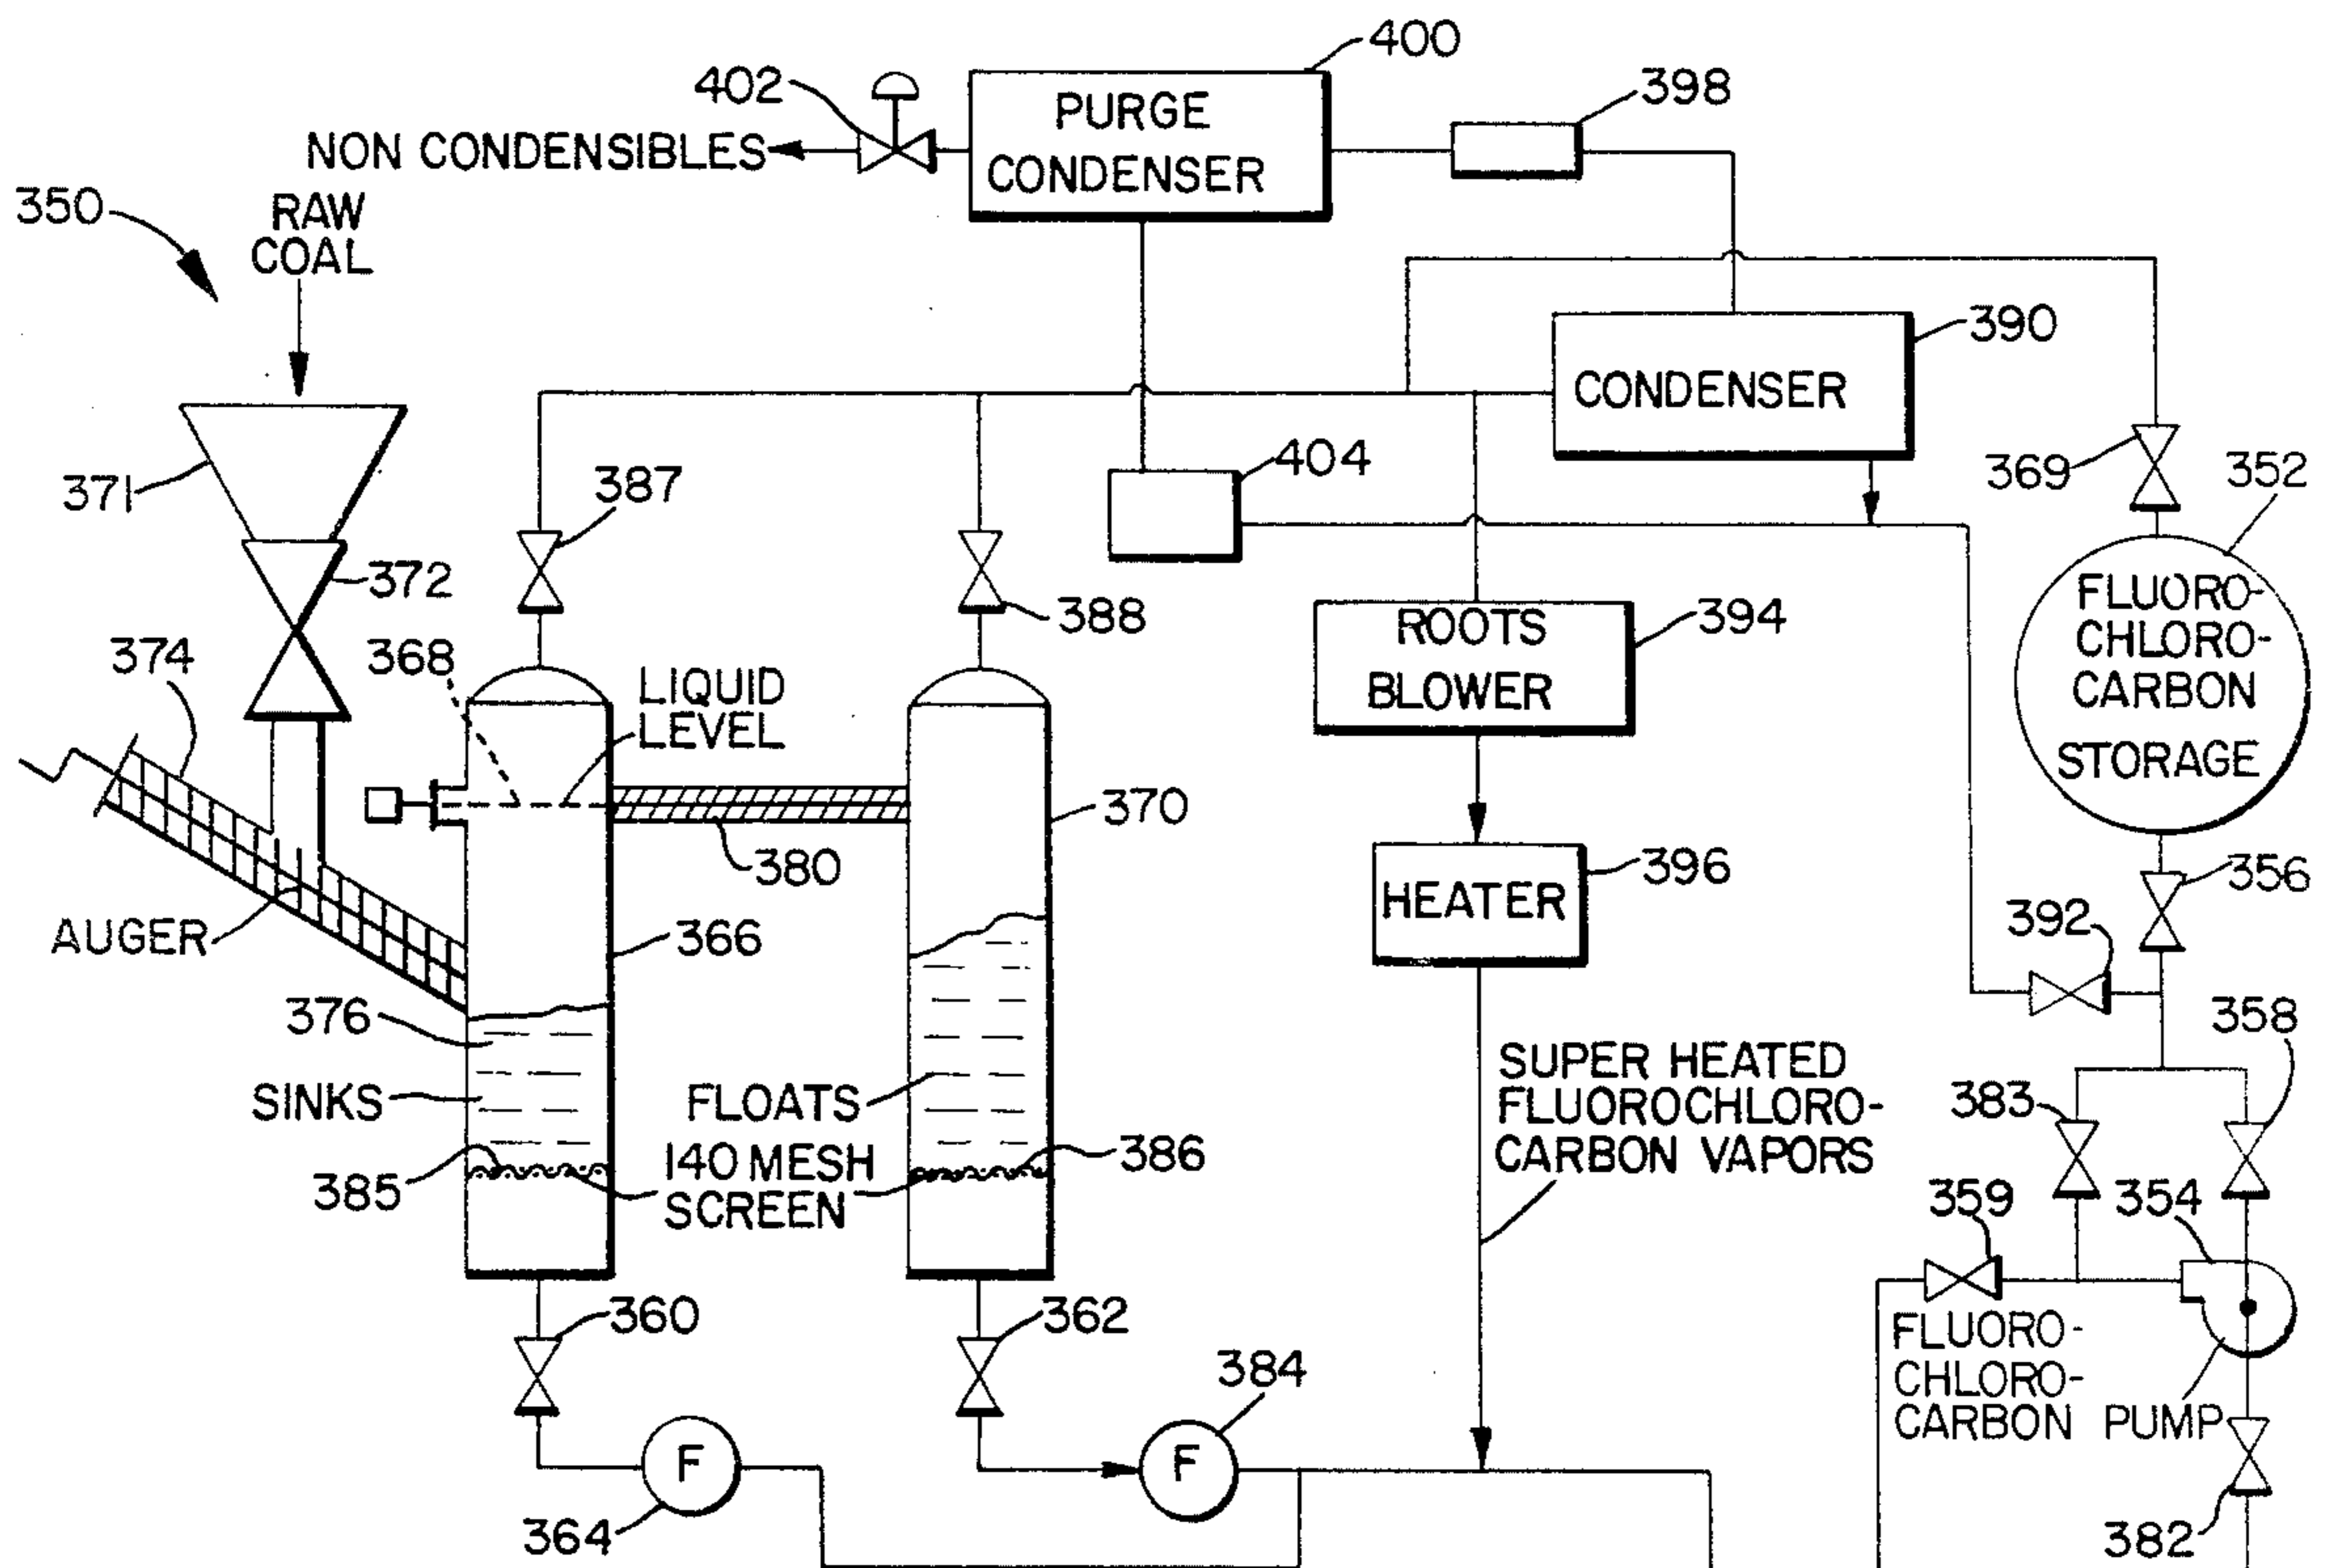 400
402
PURGE
CONDENSER
398
NON CONDENSIBLES
350
RAW
COAL
390
CONDENSER
371
387
404
369
352
372
388
FLUORO-
CHLORO-
CARBON
STORAGE
374
368
LIQUID
LEVEL
ROOTS
BLOWER
394
370
380
396
HEATER
356
AUGER
366
392
376
358
SUPER HEATED
FLUOROCHLORO-
CARBON VAPORS
SINKS
FLOATS
383
140 MESH
SCREEN
385
386
359
354
360
362
FLUORO-
CHLORO-
CARBON PUMP
384
F
F
364
382